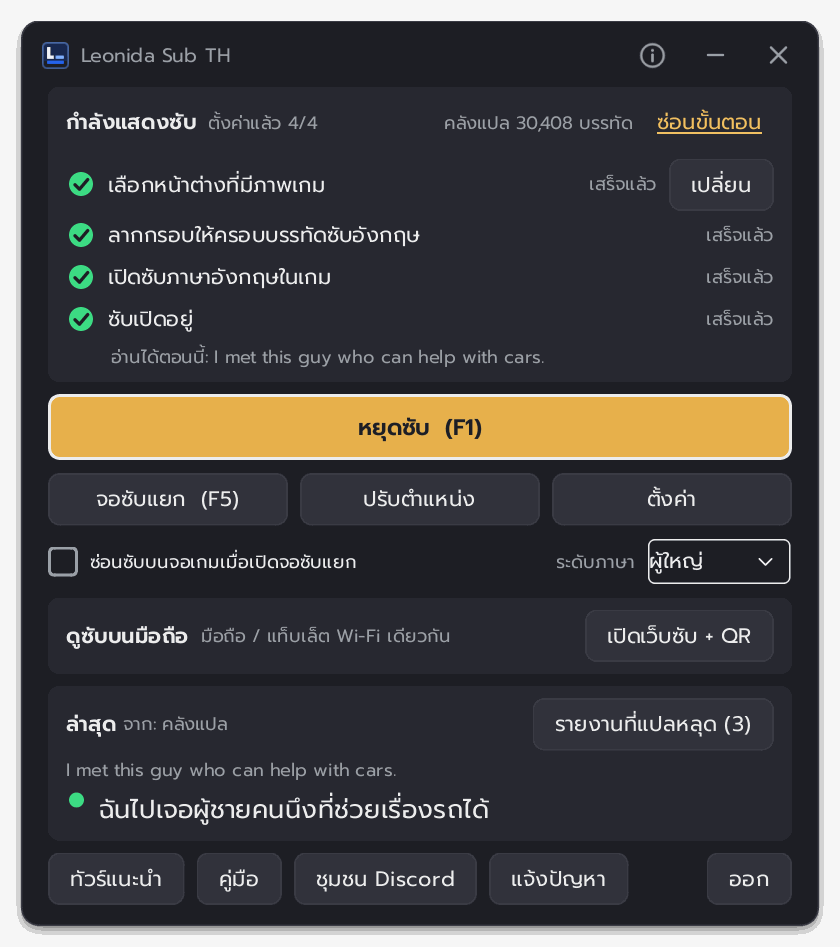 Leonida Sub TH
กำลังแสดงซับ ตั้งค่าแล้ว 4/4 คลังแปล 30,408 บรรทัด ซ่อนขั้นตอน
เลือกหน้าต่างที่มีภาพเกม เสร็จแล้ว เปลี่ยน
ลากกรอบให้ครอบบรรทัดซับอังกฤษ เสร็จแล้ว
เปิดซับภาษาอังกฤษในเกม เสร็จแล้ว
ซับเปิดอยู่ เสร็จแล้ว
อ่านได้ตอนนี้: I met this guy who can help with cars.
หยุดซับ (F1)
จอซับแยก (F5) ปรับตำแหน่ง ตั้งค่า
ซ่อนซับบนจอเกมเมื่อเปิดจอซับแยก ระดับภาษา ผู้ใหญ่
ดูซับบนมือถือ มือถือ / แท็บเล็ต Wi-Fi เดียวกัน เปิดเว็บซับ + QR
ล่าสุด จาก: คลังแปล รายงานที่แปลหลุด (3)
I met this guy who can help with cars.
ฉันไปเจอผู้ชายคนนึงที่ช่วยเรื่องรถได้
ทัวร์แนะนำ คู่มือ ชุมชน Discord แจ้งปัญหา ออก